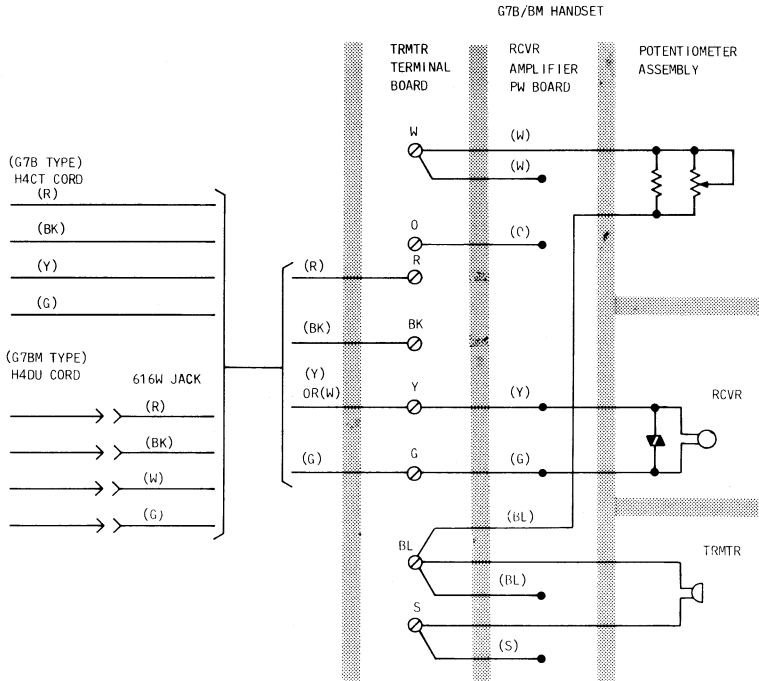 G7B/BM HANDSET
TRMTR
TERMINAL
BOARD
RCVR
AMPLIFIER
PW BOARD
POTENTIOMETER
ASSEMBLY
W
(W)
(W)
(G7B TYPE)
H4CT CORD
(R)
(BK)
(Y)
(G)
O
(O)
R
(R)
BK
(BK)
(G7BM TYPE)
H4DU CORD
616W JACK
(R)
(BK)
(W)
(G)
(Y)
OR(W)
Y
(Y)
RCVR
(G)
G
(G)
(BL)
BL
(BL)
TRMTR
S
(S)